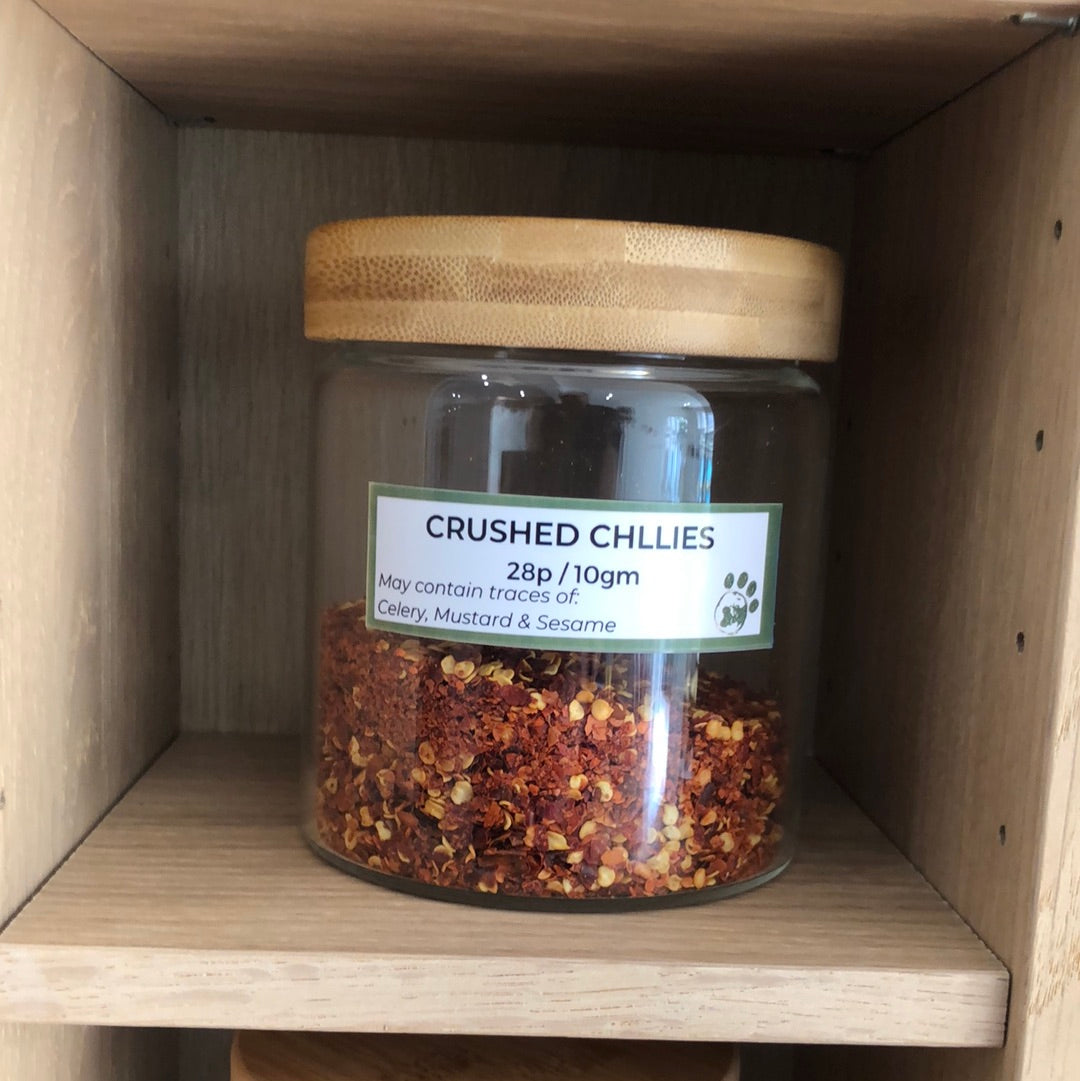 CRUSHED CHLLIES
28p / 10gm
May contain traces of:
Celery, Mustard & Sesame